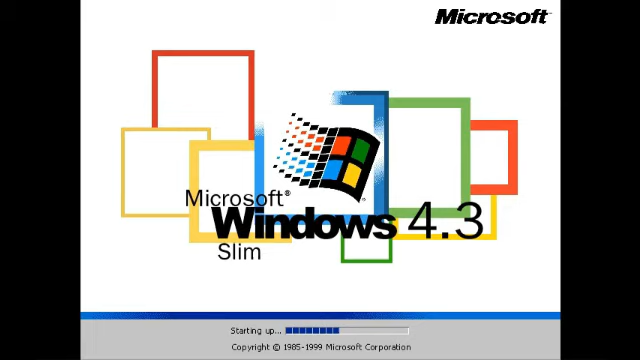 Microsoft
Microsoft®
Windows 4.3
Slim
Starting up...
Copyright © 1985-1999 Microsoft Corporation